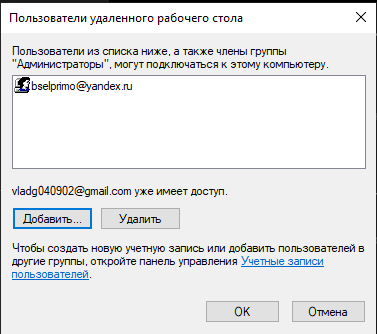 Пользователи удаленного рабочего стола
Пользователи из списка ниже, а также члены группы
"Администраторы", могут подключаться к этому компьютеру.
bselprimo@yandex.ru
vladg040902@gmail.com уже имеет доступ.
Добавить...
Удалить
Чтобы создать новую учетную запись или добавить пользователей в
другие группы, откройте панель управления Учетные записи
пользователей.
OK
Отмена